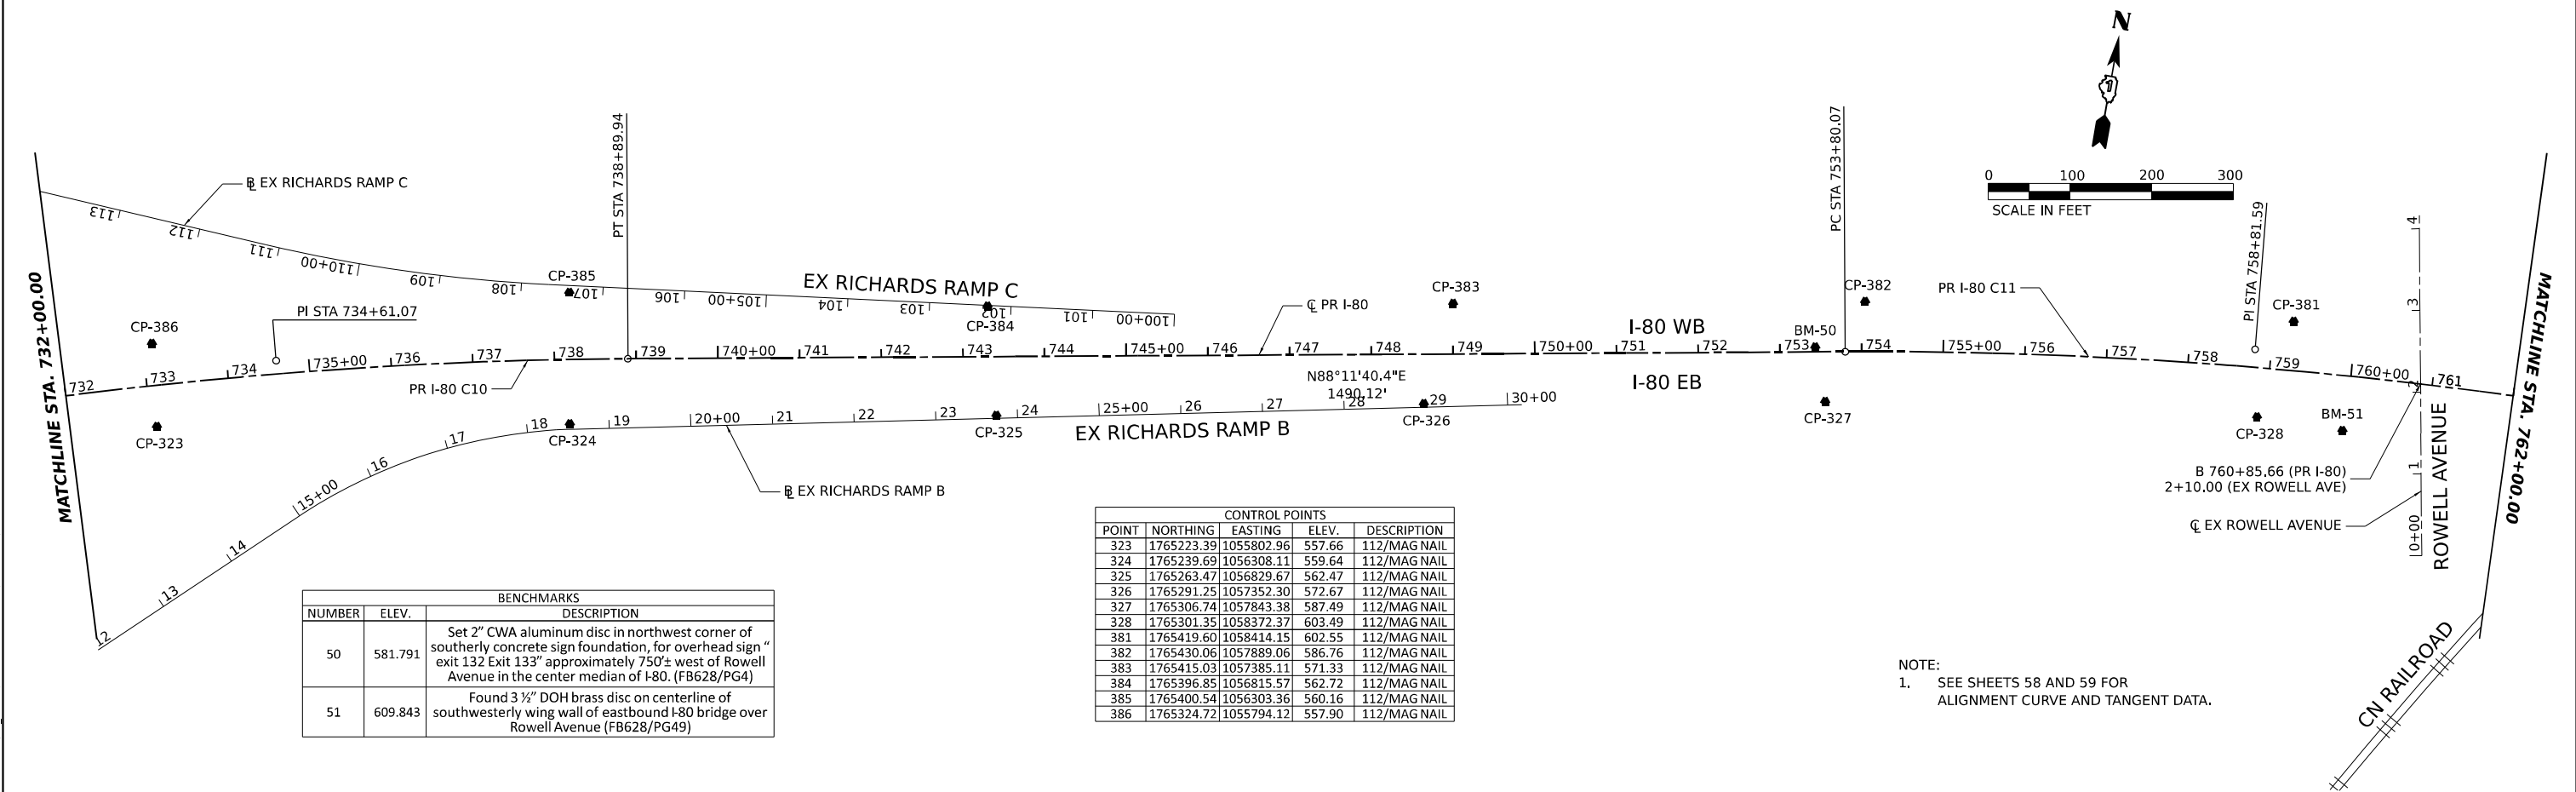 N
1
0 100 200 300
SCALE IN FEET
PT STA 738+89.94
PC STA 753+80.07
PI STA 758+81.59
MATCHLINE STA. 732+00.00
MATCHLINE STA. 762+00.00
℄ EX RICHARDS RAMP C
113 112 111 110+00 109 108 107 106 105+00 104 103 102 101 100+00
CP-385
EX RICHARDS RAMP C
CP-384
CP-383
CP-382
CP-381
CP-386
PI STA 734+61.07
℄ PR I-80
I-80 WB
BM-50
PR I-80 C11
732 733 734 735+00 736 737 738 739 740+00 741 742 743 744 745+00 746 747 748 749 750+00 751 752 753 754 755+00 756 757 758 759 760+00 761
PR I-80 C10
N88°11'40.4"E
1490.12'
I-80 EB
12 13 14 15+00 16 17 18 19 20+00 21 22 23 24 25+00 26 27 28 29 30+00
CP-323
CP-324
CP-325
CP-326
CP-327
CP-328
BM-51
EX RICHARDS RAMP B
℄ EX RICHARDS RAMP B
4
3
2
1
0+00
ROWELL AVENUE
B 760+85.66 (PR I-80)
2+10.00 (EX ROWELL AVE)
℄ EX ROWELL AVENUE
CN RAILROAD
BENCHMARKS
NUMBER ELEV. DESCRIPTION
50 581.791 Set 2” CWA aluminum disc in northwest corner of
southerly concrete sign foundation, for overhead sign “
exit 132 Exit 133” approximately 750’± west of Rowell
Avenue in the center median of I-80. (FB628/PG4)
51 609.843 Found 3 ½” DOH brass disc on centerline of
southwesterly wing wall of eastbound I-80 bridge over
Rowell Avenue (FB628/PG49)
CONTROL POINTS
POINT NORTHING EASTING ELEV. DESCRIPTION
323 1765223.39 1055802.96 557.66 112/MAG NAIL
324 1765239.69 1056308.11 559.64 112/MAG NAIL
325 1765263.47 1056829.67 562.47 112/MAG NAIL
326 1765291.25 1057352.30 572.67 112/MAG NAIL
327 1765306.74 1057843.38 587.49 112/MAG NAIL
328 1765301.35 1058372.37 603.49 112/MAG NAIL
381 1765419.60 1058414.15 602.55 112/MAG NAIL
382 1765430.06 1057889.06 586.76 112/MAG NAIL
383 1765415.03 1057385.11 571.33 112/MAG NAIL
384 1765396.85 1056815.57 562.72 112/MAG NAIL
385 1765400.54 1056303.36 560.16 112/MAG NAIL
386 1765324.72 1055794.12 557.90 112/MAG NAIL
NOTE:
1. SEE SHEETS 58 AND 59 FOR
ALIGNMENT CURVE AND TANGENT DATA.